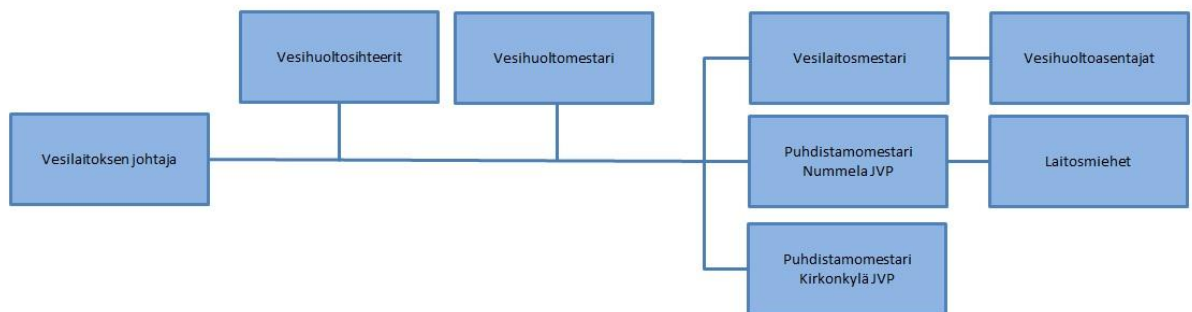 Vesilaitoksen johtaja
Vesihuoltosihteerit
Vesihuoltomestari
Vesilaitosmestari
Vesihuoltoasentajat
Puhdistamomestari
Nummela JVP
Laitosmiehet
Puhdistamomestari
Kirkonkylä JVP